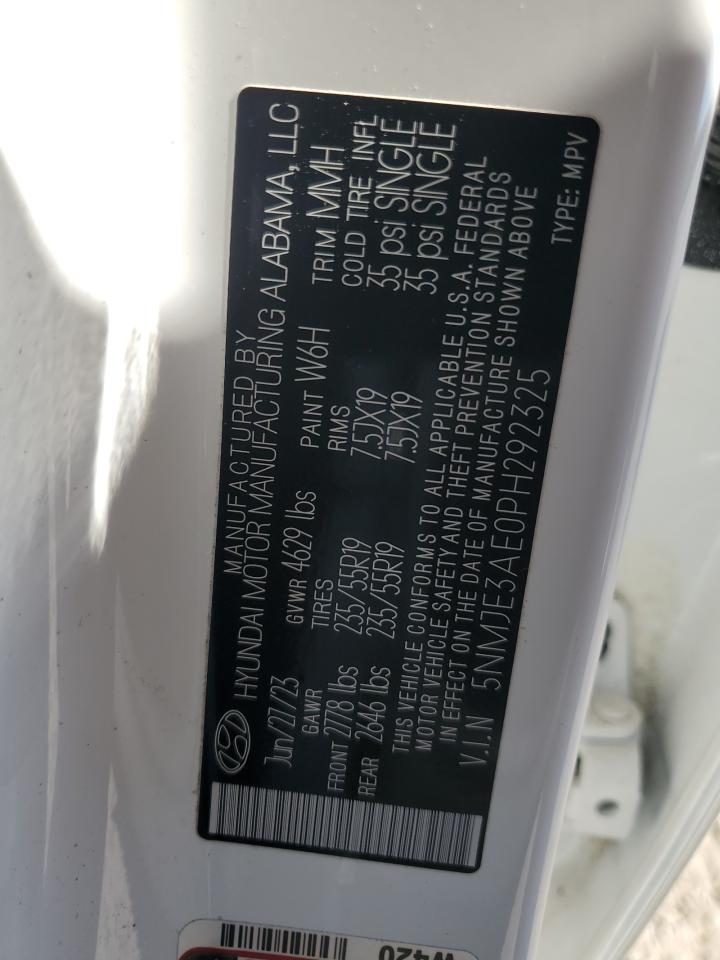 MANUFACTURED BY
HYUNDAI MOTOR MANUFACTURING ALABAMA, LLC
Jun/27/23 GVWR 4629 lbs PAINT W6H TRIM MMH
GAWR TIRES RIMS COLD TIRE INFL
FRONT 2778 lbs 235/55R19 7.5JX19 35 psi SINGLE
REAR 2646 lbs 235/55R19 7.5JX19 35 psi SINGLE
THIS VEHICLE CONFORMS TO ALL APPLICABLE U.S.A. FEDERAL
MOTOR VEHICLE SAFETY AND THEFT PREVENTION STANDARDS
IN EFFECT ON THE DATE OF MANUFACTURE SHOWN ABOVE
V.I.N 5NMJE3AE0PH292325 TYPE: MPV
W420